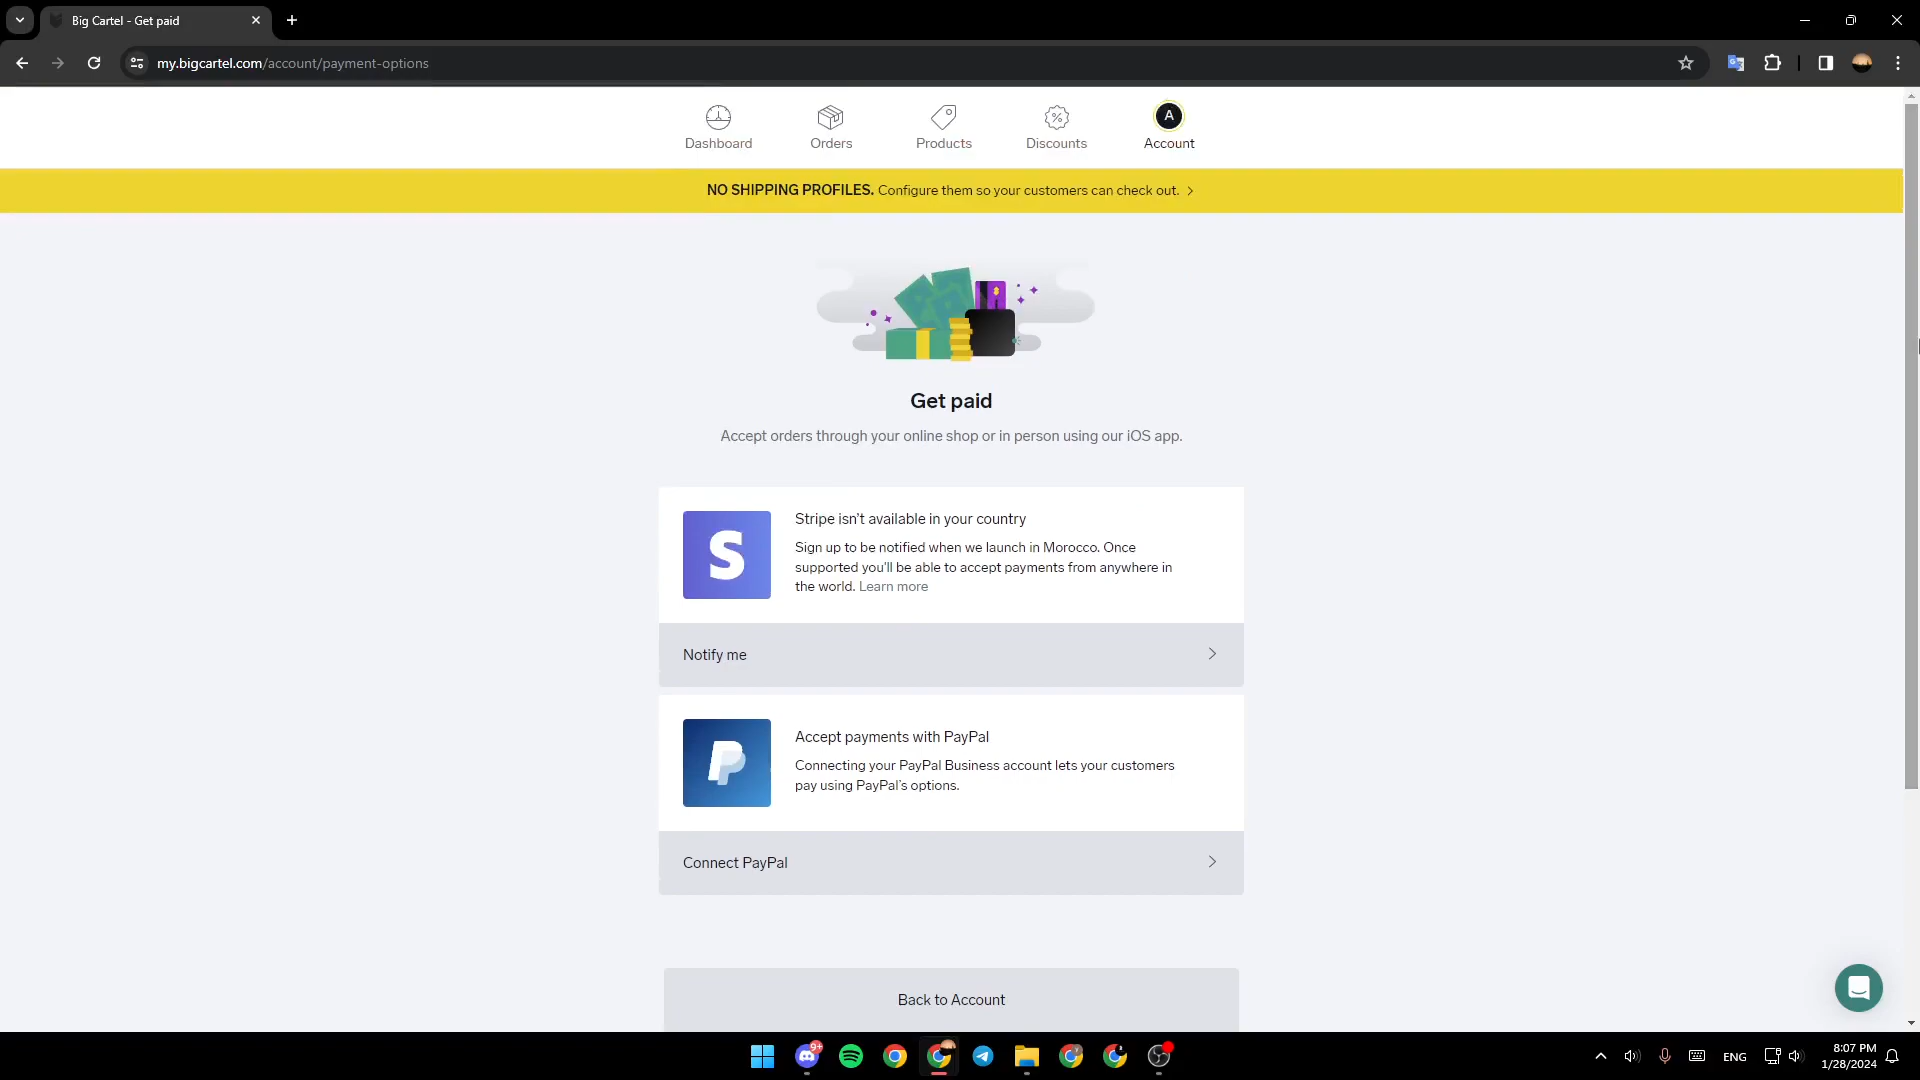 Big Cartel - Get paid
my.bigcartel.com/account/payment-options
Dashboard
Orders
Products
Discounts
A
Account
NO SHIPPING PROFILES. Configure them so your customers can check out.
Get paid
Accept orders through your online shop or in person using our iOS app.
S
Stripe isn't available in your country
Sign up to be notified when we launch in Morocco. Once
supported you'll be able to accept payments from anywhere in
the world. Learn more
Notify me
Accept payments with PayPal
Connecting your PayPal Business account lets your customers
pay using PayPal's options.
Connect PayPal
Back to Account
9+
ENG
8:07 PM
1/28/2024